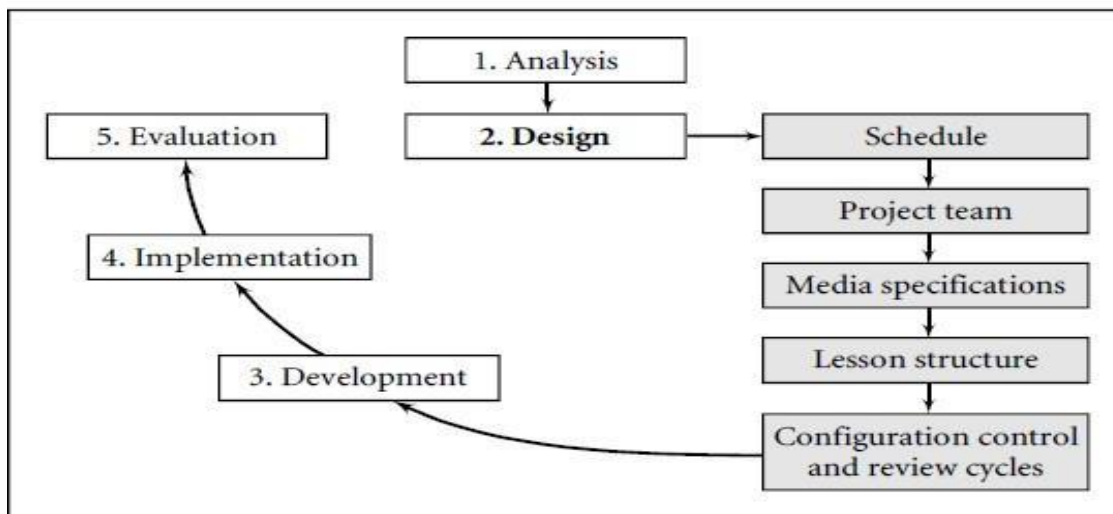 1. Analysis
2. Design
Schedule
Project team
Media specifications
Lesson structure
Configuration control
and review cycles
3. Development
4. Implementation
5. Evaluation